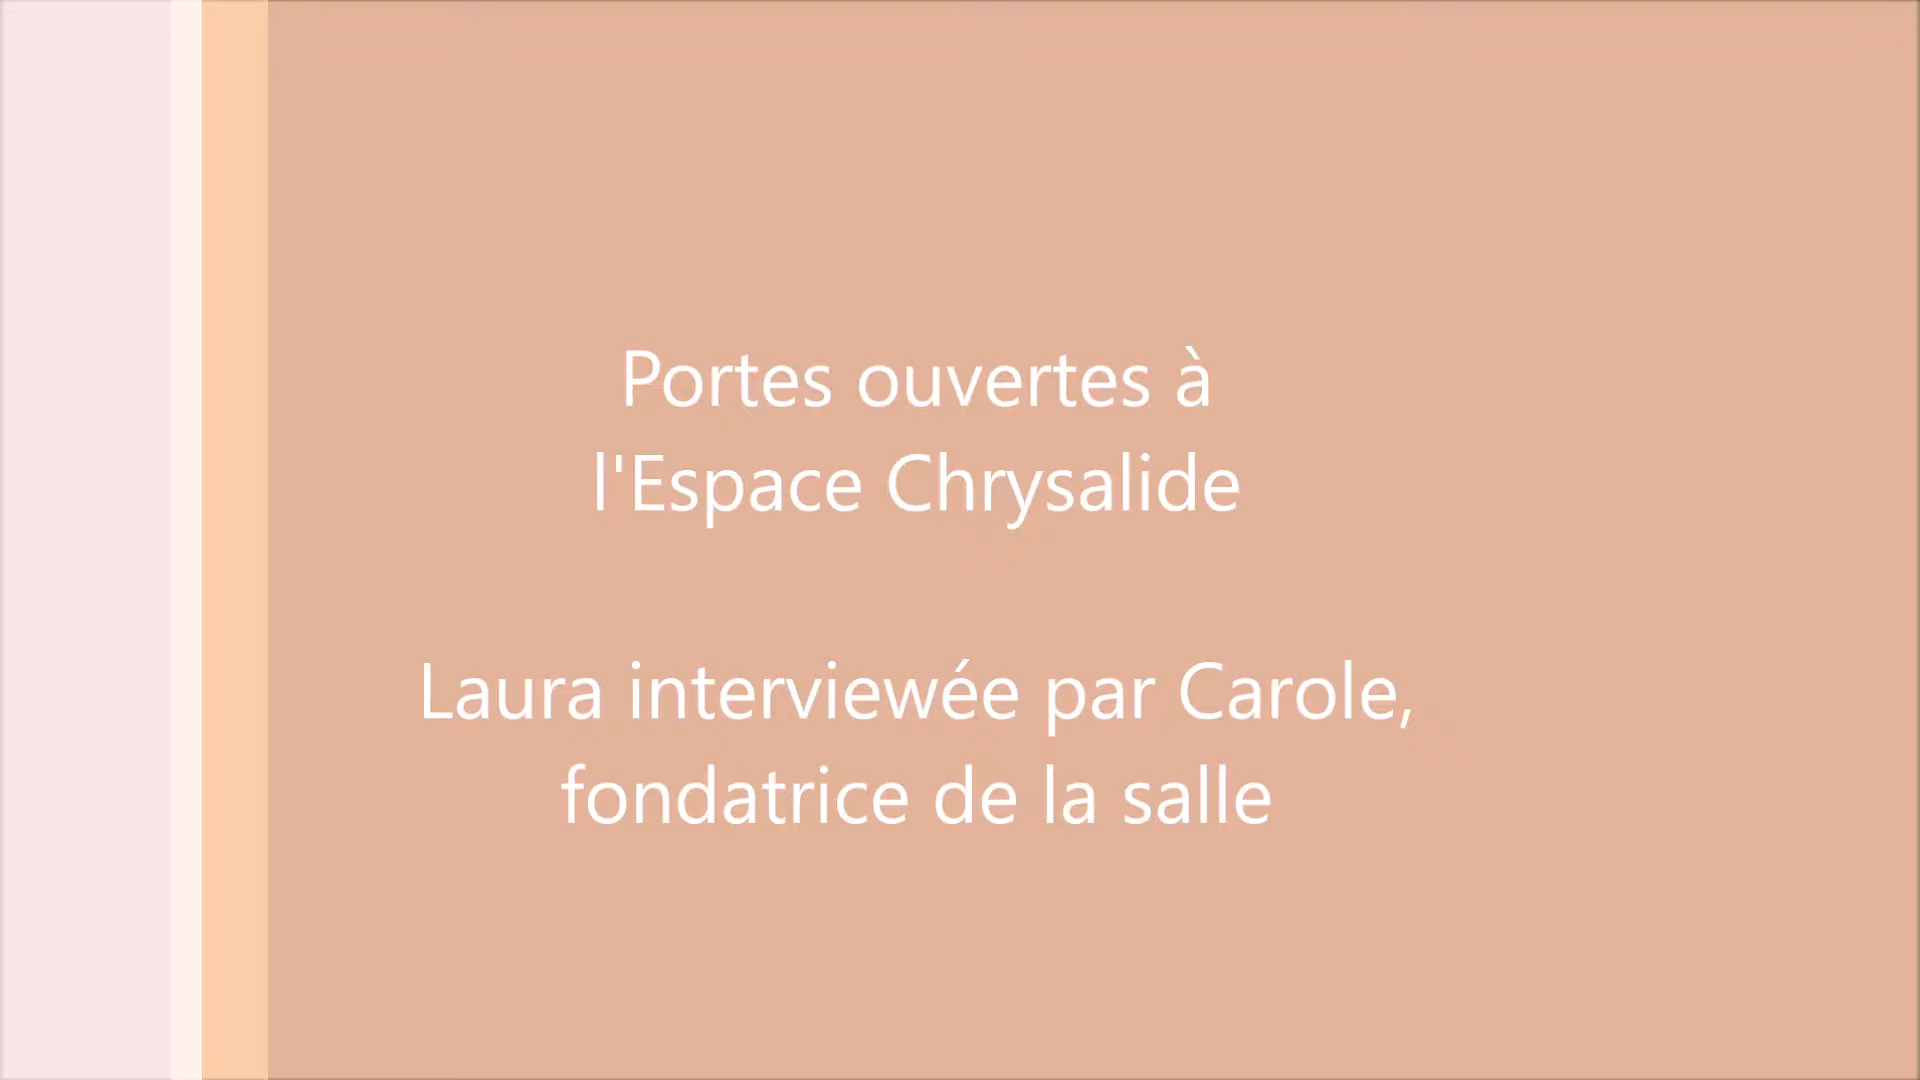 Portes ouvertes à
l'Espace Chrysalide
Laura interviewée par Carole,
fondatrice de la salle